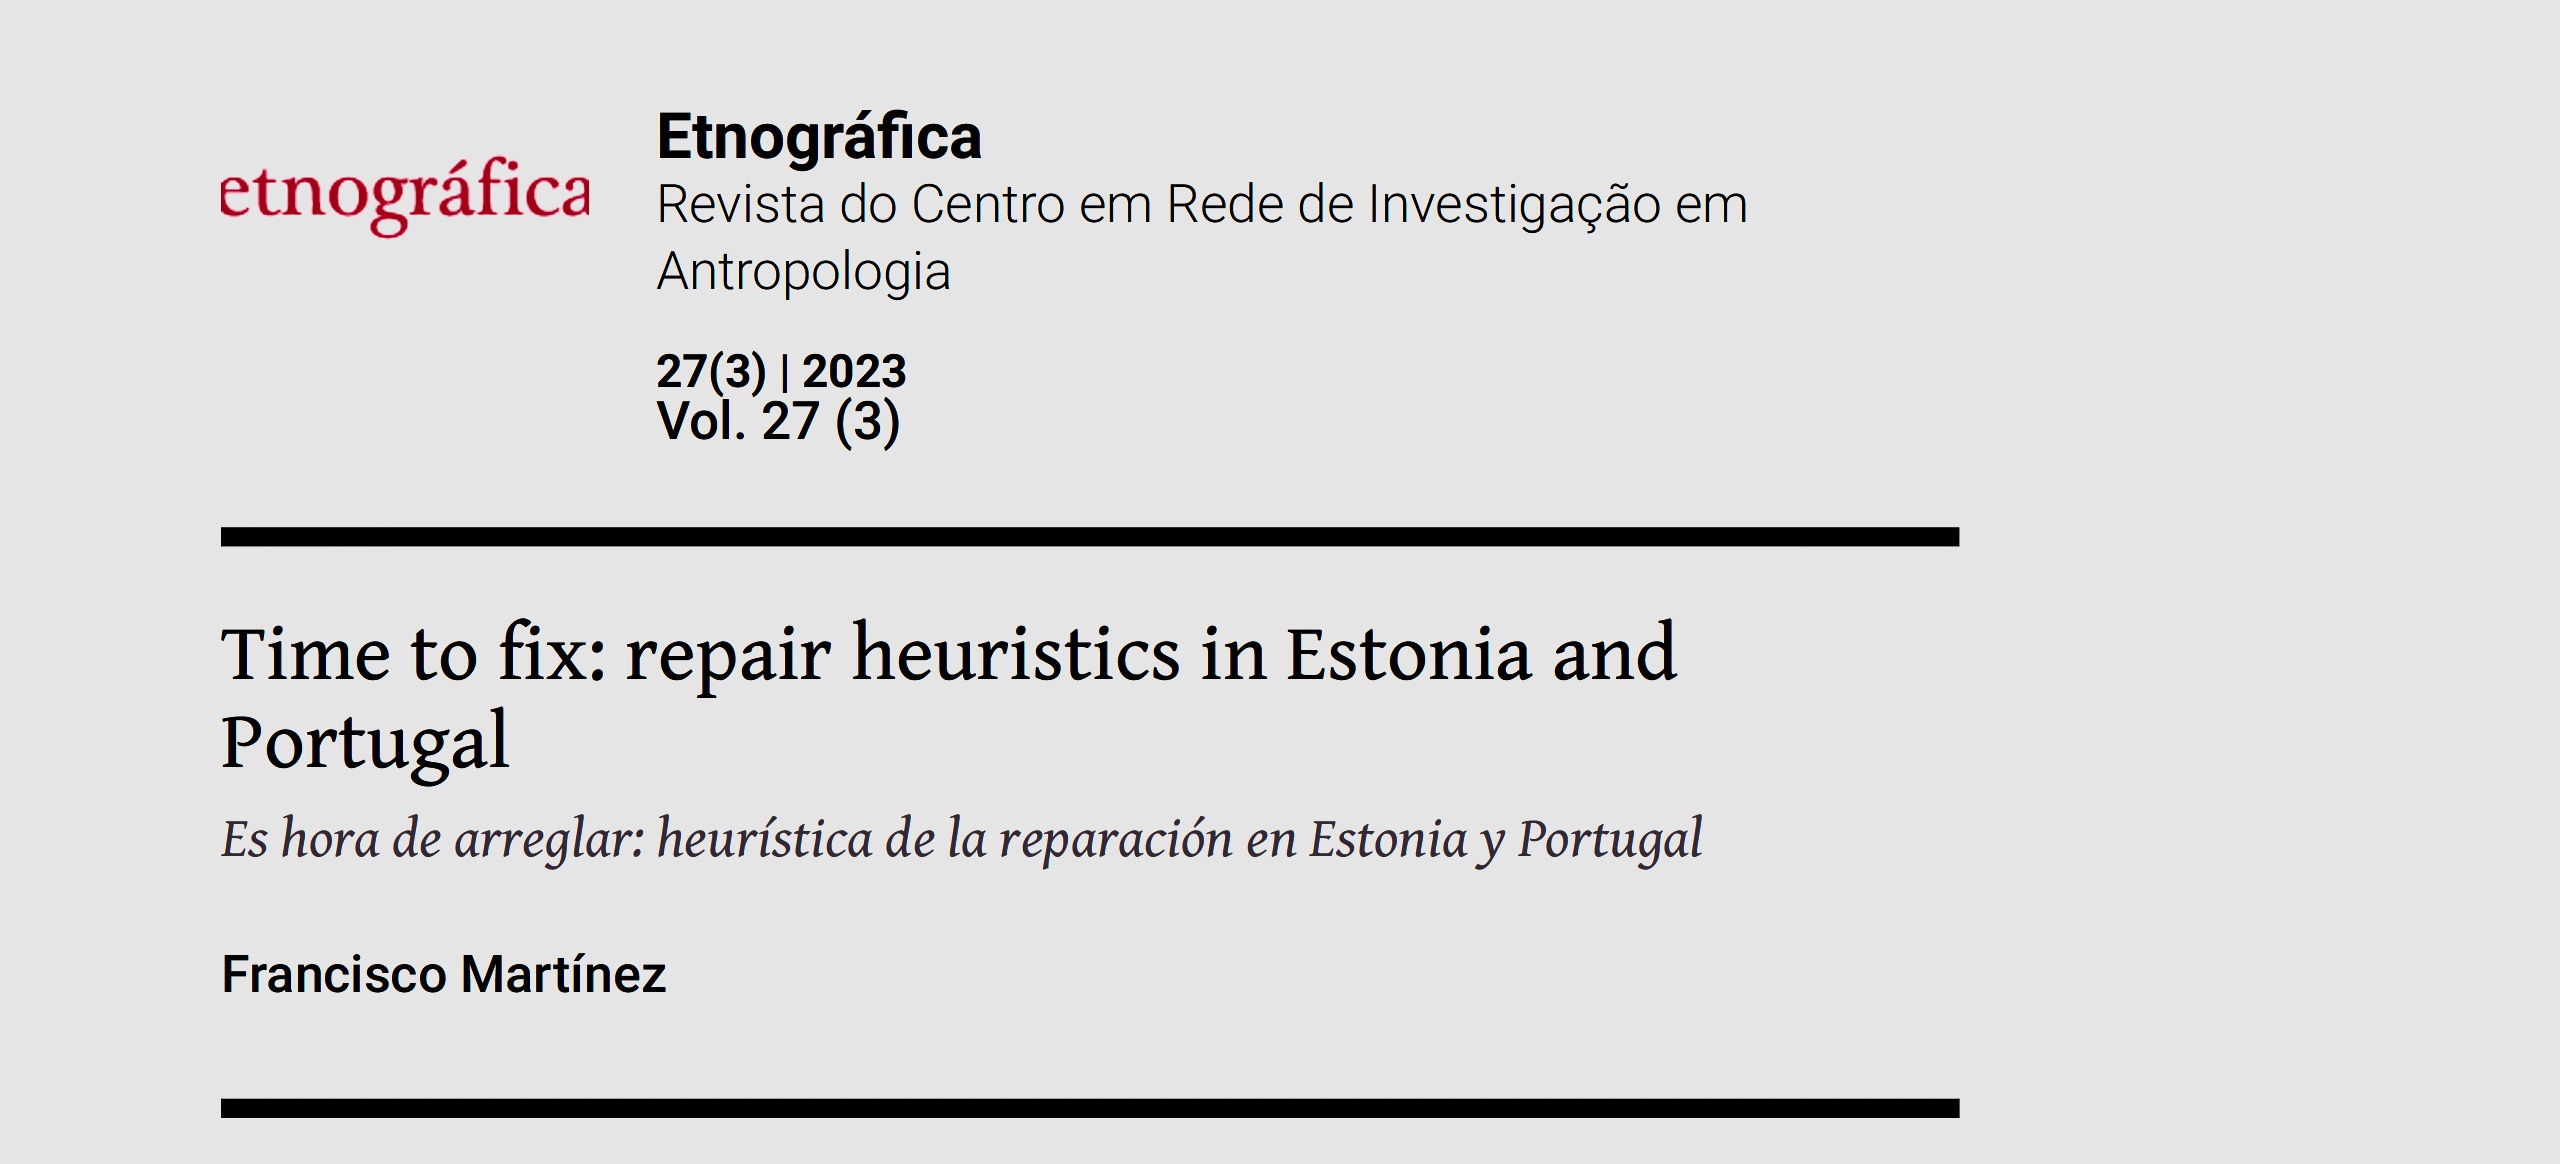 etnográfica
Etnográfica
Revista do Centro em Rede de Investigação em
Antropologia
27(3) | 2023
Vol. 27 (3)
Time to fix: repair heuristics in Estonia and
Portugal
Es hora de arreglar: heurística de la reparación en Estonia y Portugal
Francisco Martínez